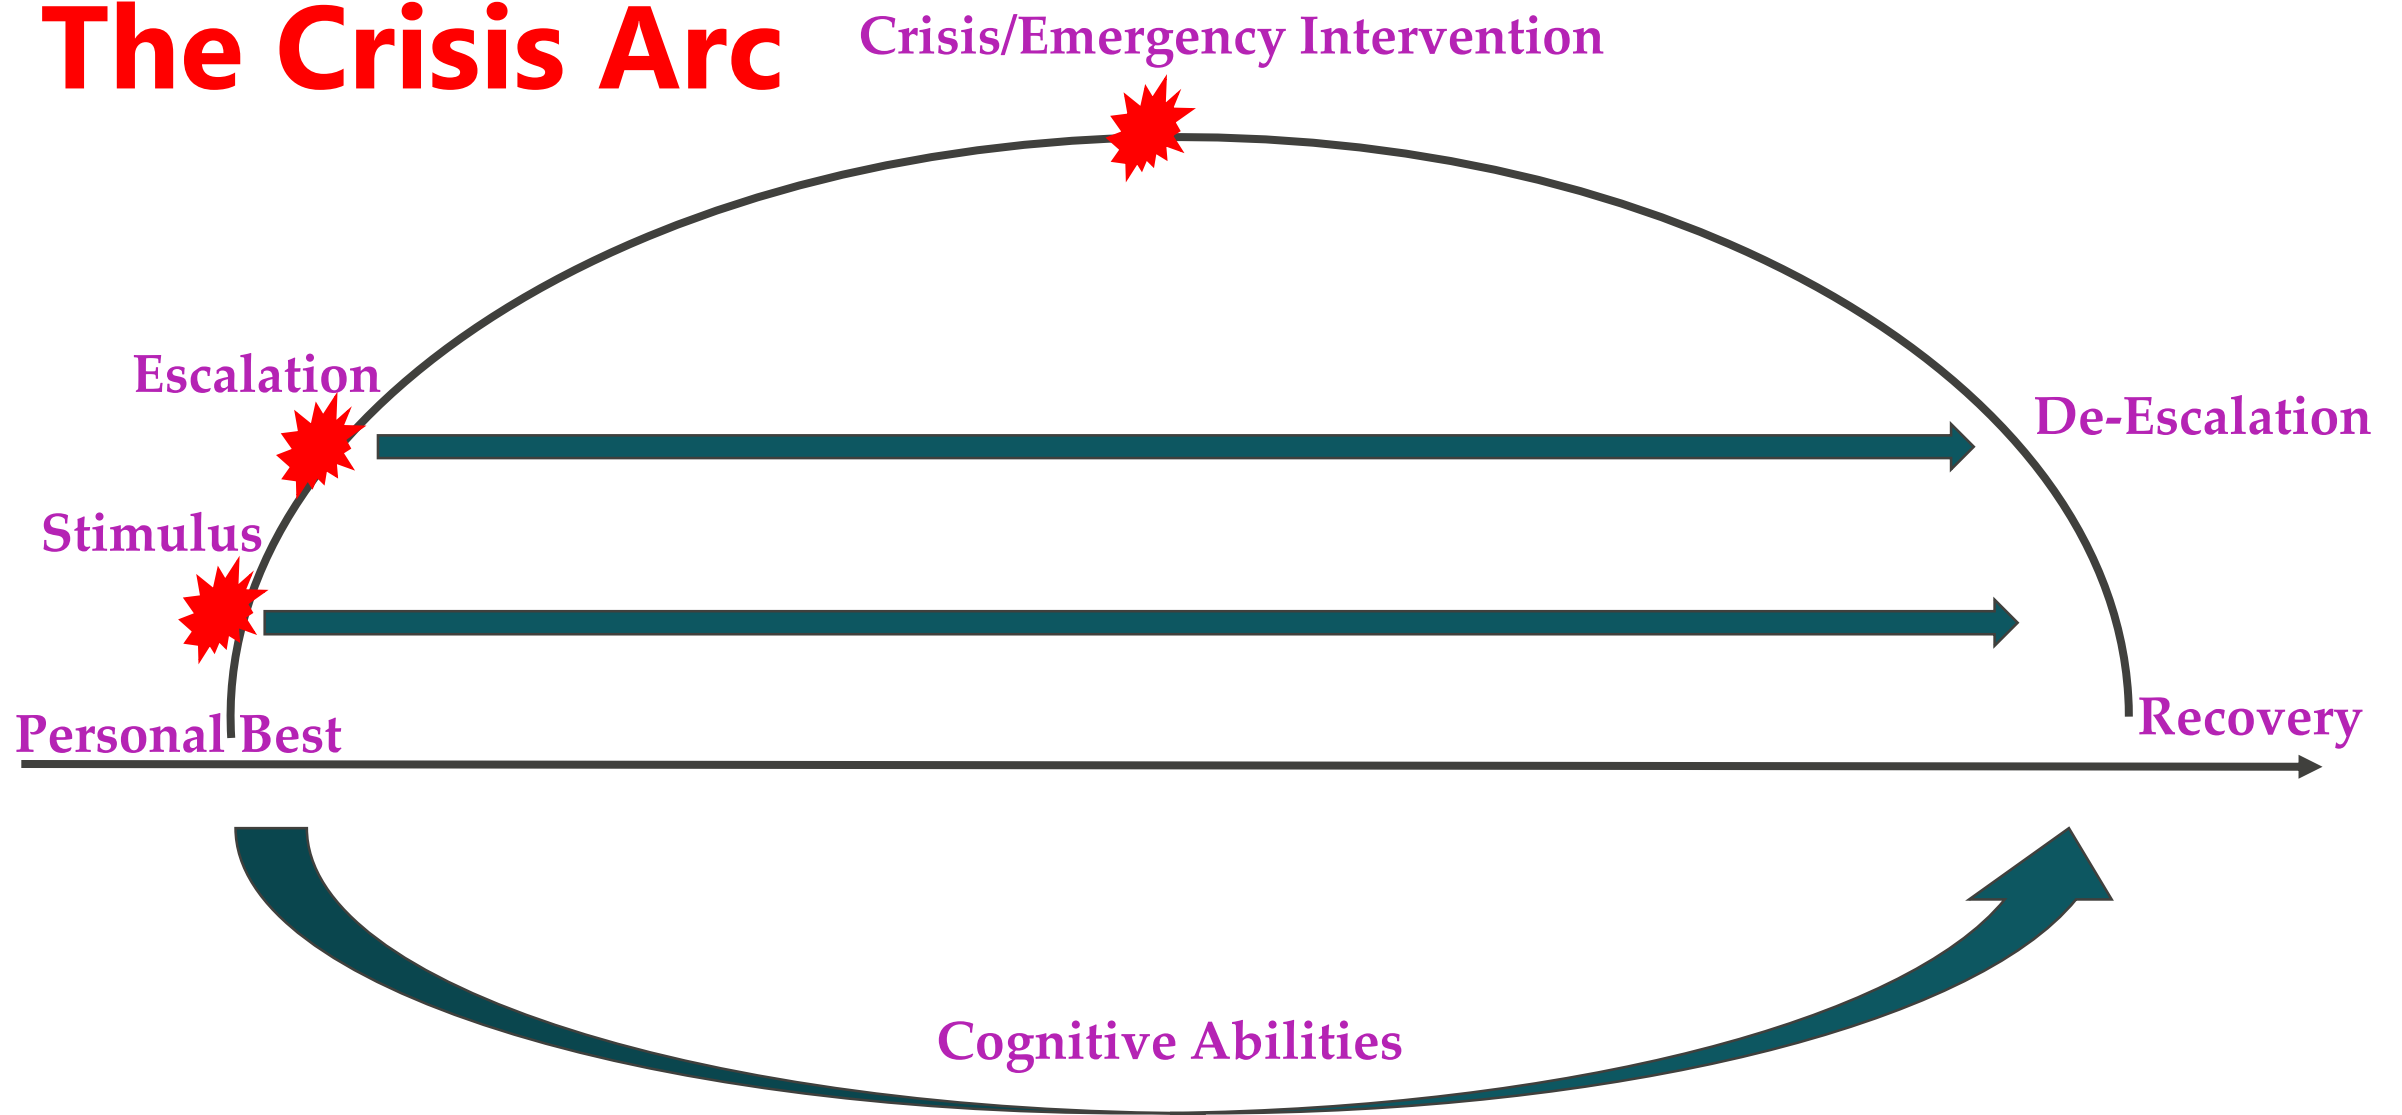 The Crisis Arc
Crisis/Emergency Intervention
Escalation
De-Escalation
Stimulus
Personal Best
Recovery
Cognitive Abilities